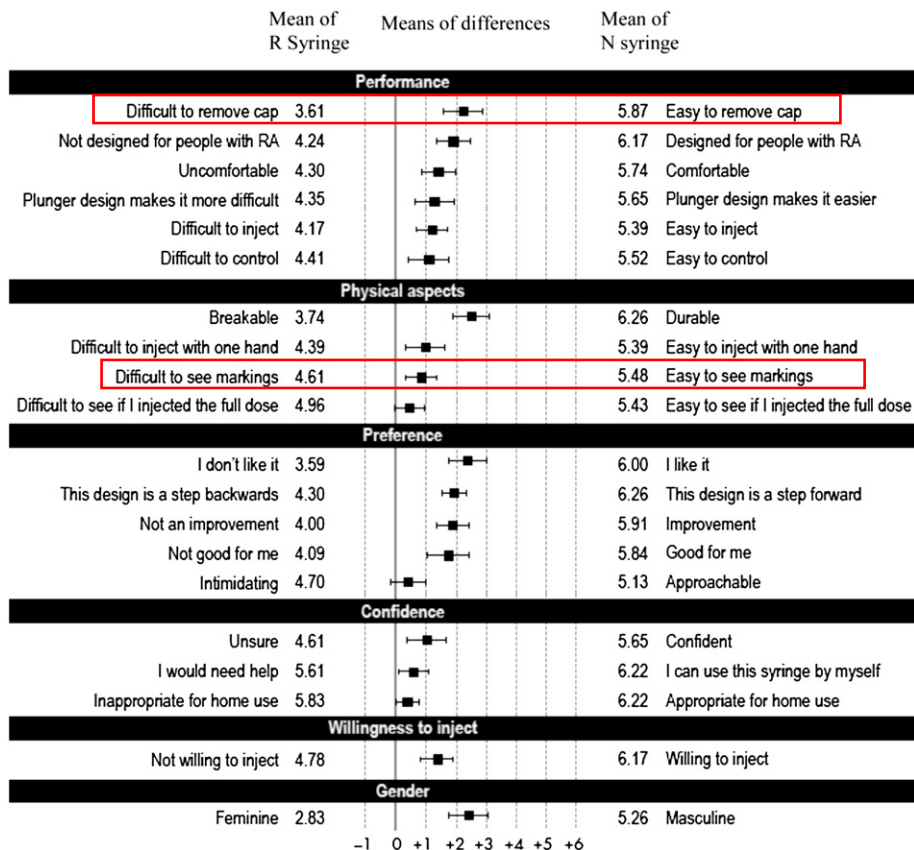 Mean of R Syringe Means of differences Mean of N syringe
Performance
Difficult to remove cap 3.61 5.87 Easy to remove cap
Not designed for people with RA 4.24 6.17 Designed for people with RA
Uncomfortable 4.30 5.74 Comfortable
Plunger design makes it more difficult 4.35 5.65 Plunger design makes it easier
Difficult to inject 4.17 5.39 Easy to inject
Difficult to control 4.41 5.52 Easy to control
Physical aspects
Breakable 3.74 6.26 Durable
Difficult to inject with one hand 4.39 5.39 Easy to inject with one hand
Difficult to see markings 4.61 5.48 Easy to see markings
Difficult to see if I injected the full dose 4.96 5.43 Easy to see if I injected the full dose
Preference
I don't like it 3.59 6.00 I like it
This design is a step backwards 4.30 6.26 This design is a step forward
Not an improvement 4.00 5.91 Improvement
Not good for me 4.09 5.84 Good for me
Intimidating 4.70 5.13 Approachable
Confidence
Unsure 4.61 5.65 Confident
I would need help 5.61 6.22 I can use this syringe by myself
Inappropriate for home use 5.83 6.22 Appropriate for home use
Willingness to inject
Not willing to inject 4.78 6.17 Willing to inject
Gender
Feminine 2.83 5.26 Masculine
−1 0 +1 +2 +3 +4 +5 +6